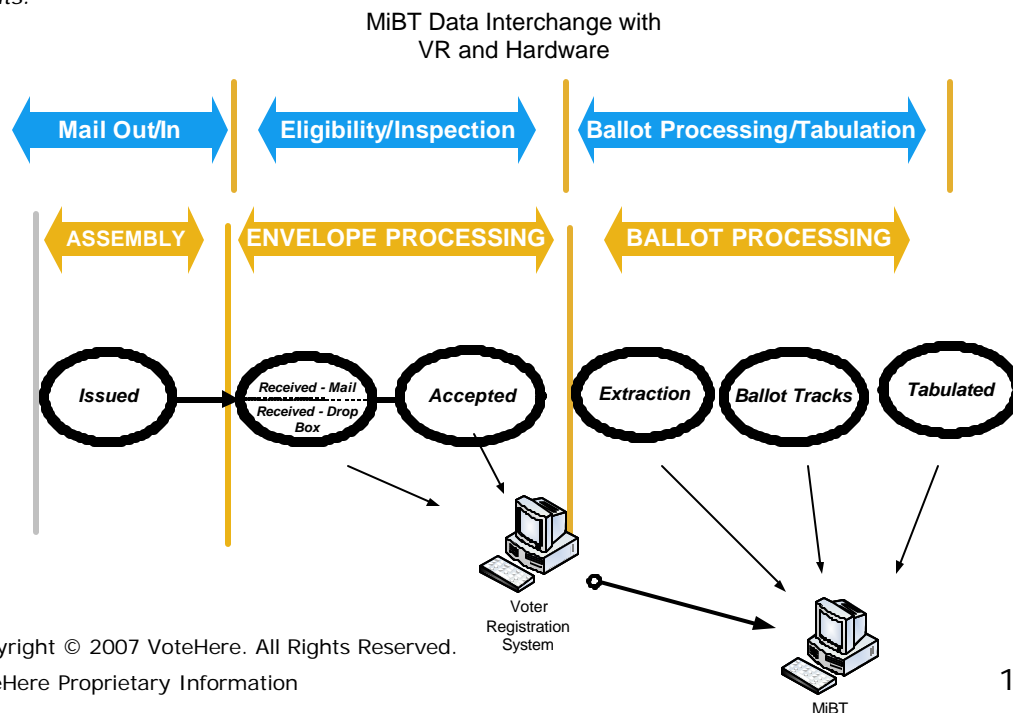 MiBT Data Interchange with
VR and Hardware
Mail Out/In
Eligibility/Inspection
Ballot Processing/Tabulation
ASSEMBLY
ENVELOPE PROCESSING
BALLOT PROCESSING
Issued
Received - Mail
Received - Drop
Box
Accepted
Extraction
Ballot Tracks
Tabulated
Voter
Registration
System
MiBT
yright © 2007 VoteHere. All Rights Reserved.
eHere Proprietary Information
1